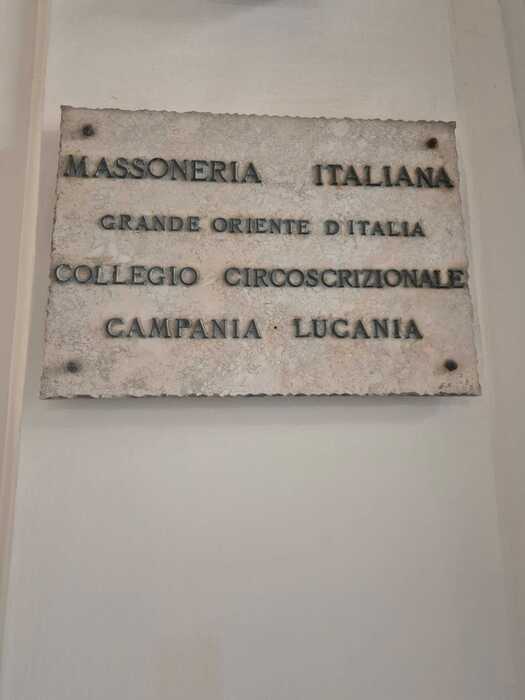 MASSONERIA ITALIANA
GRANDE ORIENTE D'ITALIA
COLLEGIO CIRCOSCRIZIONALE
CAMPANIA · LUCANIA